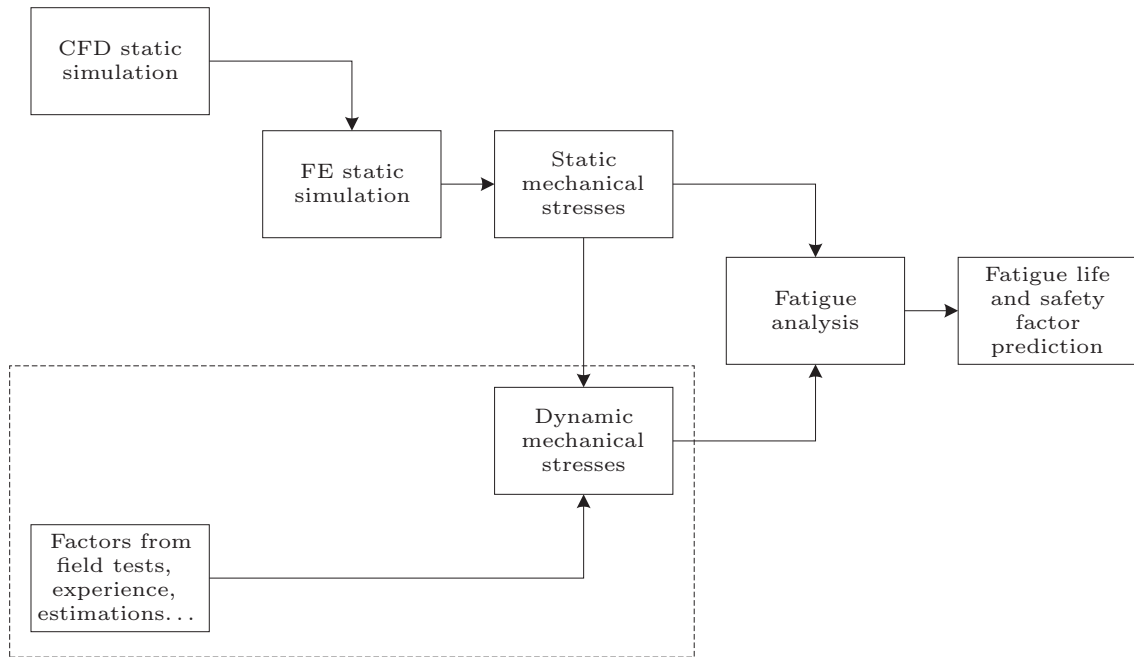 CFD static
simulation
FE static
simulation
Static
mechanical
stresses
Fatigue
analysis
Fatigue life
and safety
factor
prediction
Dynamic
mechanical
stresses
Factors from
field tests,
experience,
estimations...